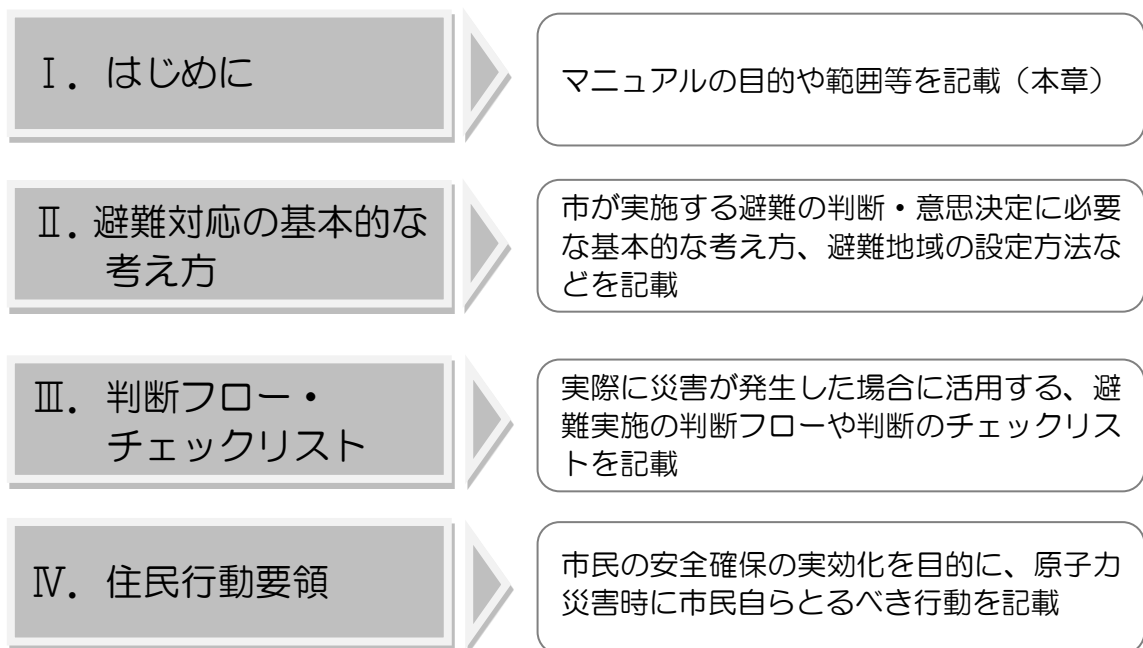 Ⅰ．はじめに
マニュアルの目的や範囲等を記載（本章）
Ⅱ．避難対応の基本的な
考え方
市が実施する避難の判断・意思決定に必要
な基本的な考え方、避難地域の設定方法な
どを記載
Ⅲ．判断フロー・
チェックリスト
実際に災害が発生した場合に活用する、避
難実施の判断フローや判断のチェックリス
トを記載
Ⅳ．住民行動要領
市民の安全確保の実効化を目的に、原子力
災害時に市民自らとるべき行動を記載